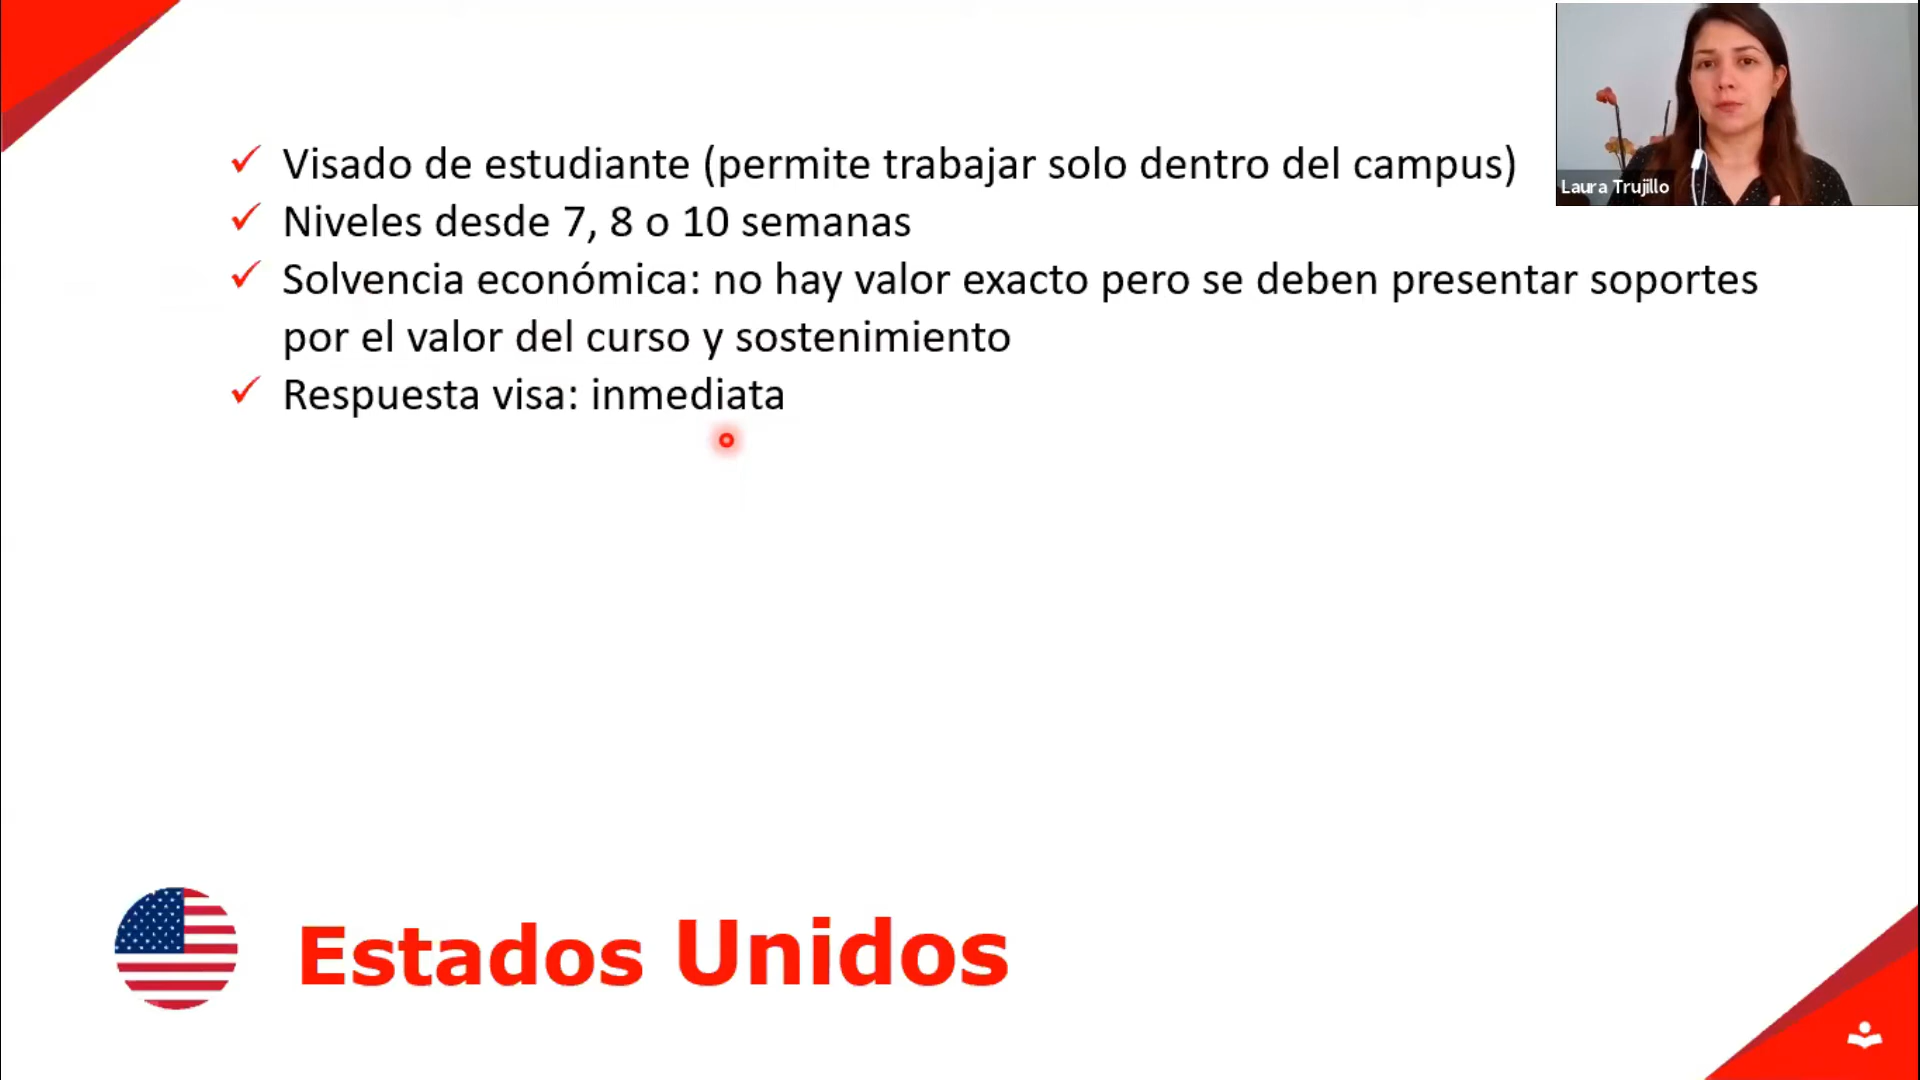 Visado de estudiante (permite trabajar solo dentro del campus)
Niveles desde 7, 8 o 10 semanas
Solvencia económica: no hay valor exacto pero se deben presentar soportes
por el valor del curso y sostenimiento
Respuesta visa: inmediata
Laura Trujillo
Estados Unidos